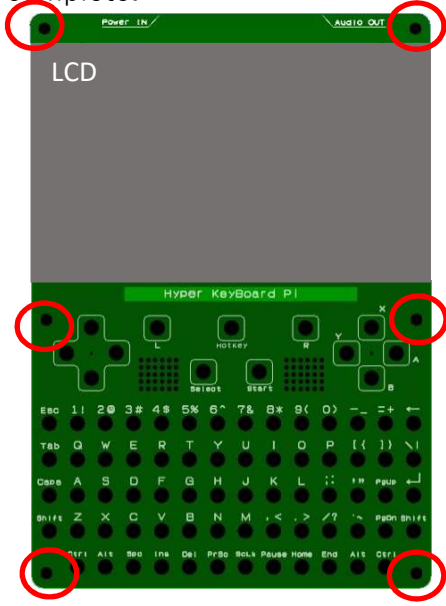 Power IN Audio OUT
LCD
Hyper KeyBoard Pi
X
L HotKey R Y
A
Select Start B
Esc 1! 2@ 3# 4$ 5% 6^ 7& 8* 9( 0) -_ =+ ←
Tab Q W E R T Y U I O P [{ ]} \|
Caps A S D F G H J K L ;: '" PgUP ↵
Shift Z X C V B N M ,< .> /? `~ PgDn Shift
Ctrl Alt Spc Ins Del PrSc ScLk Pause Home End Alt Ctrl